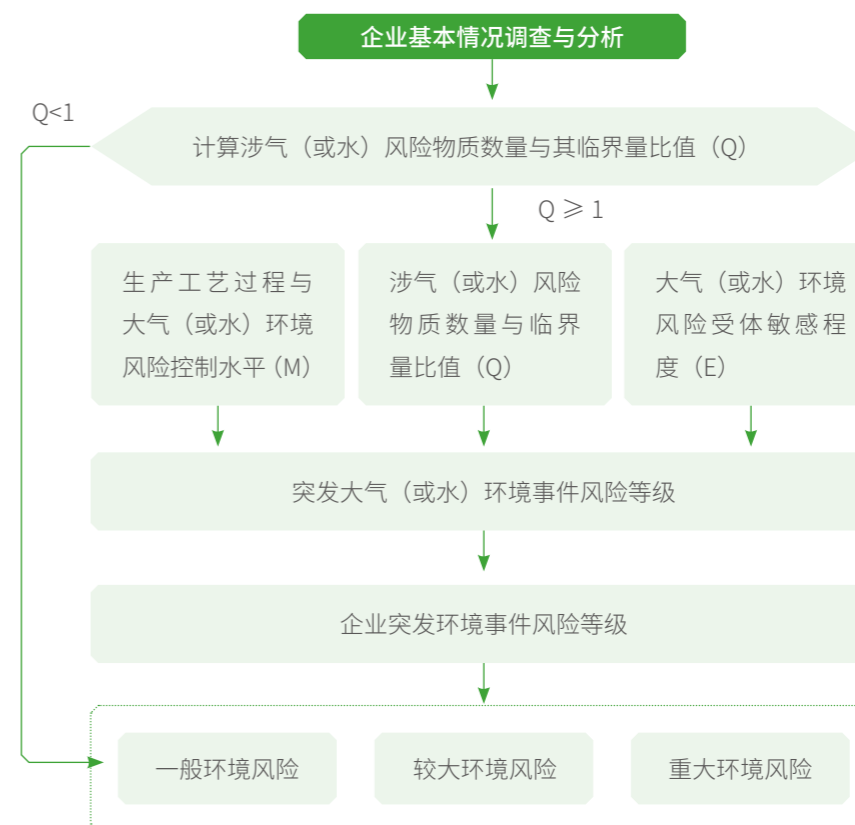 企业基本情况调查与分析
Q<1
计算涉气（或水）风险物质数量与其临界量比值（Q）
Q ≥ 1
生产工艺过程与
大气（或水）环境
风险控制水平（M）
涉气（或水）风险
物质数量与临界
量比值（Q）
大气（或水）环境
风险受体敏感程
度（E）
突发大气（或水）环境事件风险等级
企业突发环境事件风险等级
一般环境风险
较大环境风险
重大环境风险